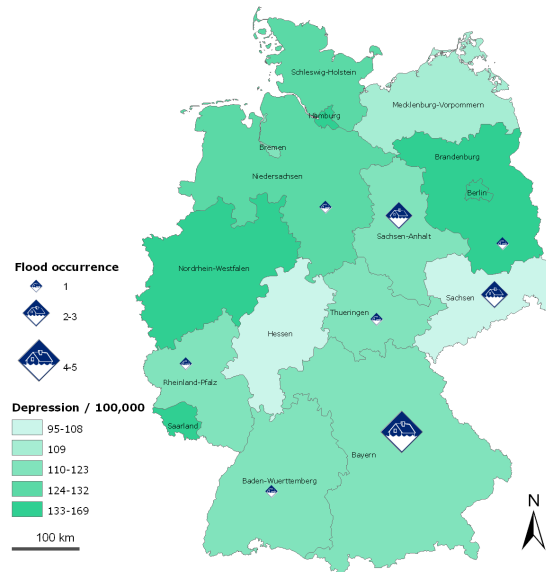 Schleswig-Holstein
Mecklenburg-Vorpommern
Hamburg
Bremen
Brandenburg
Niedersachsen
Berlin
Sachsen-Anhalt
Nordrhein-Westfalen
Sachsen
Thueringen
Hessen
Rheinland-Pfalz
Saarland
Bayern
Baden-Wuerttemberg
Flood occurrence
1
2-3
4-5
Depression / 100,000
95-108
109
110-123
124-132
133-169
100 km
N